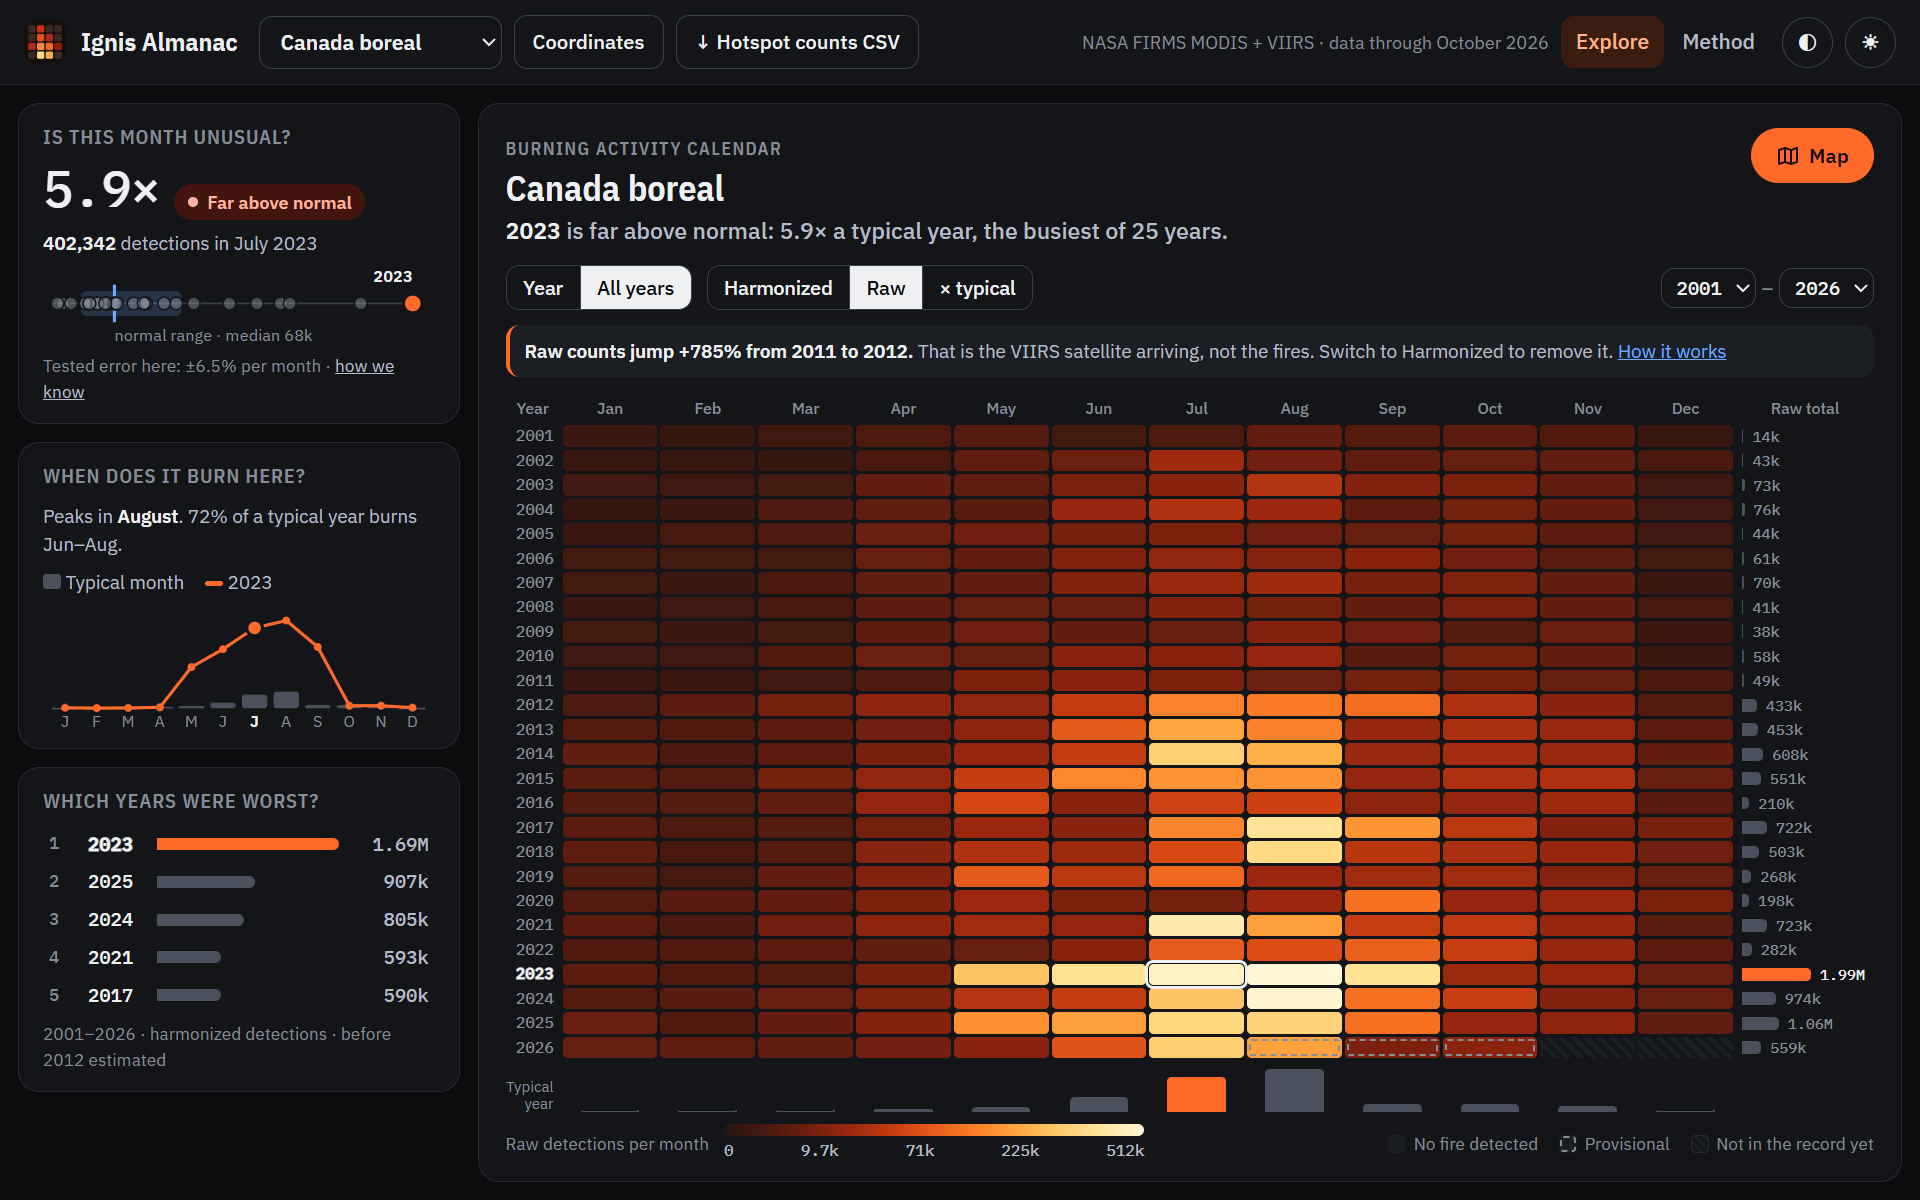 Ignis Almanac
Canada boreal
Coordinates
↓ Hotspot counts CSV
NASA FIRMS MODIS + VIIRS · data through October 2026
Explore
Method
IS THIS MONTH UNUSUAL?
5.9×
Far above normal
402,342 detections in July 2023
2023
normal range · median 68k
Tested error here: ±6.5% per month · how we
know
WHEN DOES IT BURN HERE?
Peaks in August. 72% of a typical year burns
Jun–Aug.
Typical month 2023
J F M A M J J A S O N D
WHICH YEARS WERE WORST?
1 2023 1.69M
2 2025 907k
3 2024 805k
4 2021 593k
5 2017 590k
2001–2026 · harmonized detections · before
2012 estimated
BURNING ACTIVITY CALENDAR
Map
Canada boreal
2023 is far above normal: 5.9× a typical year, the busiest of 25 years.
Year All years Harmonized Raw × typical 2001 – 2026
Raw counts jump +785% from 2011 to 2012. That is the VIIRS satellite arriving, not the fires. Switch to Harmonized to remove it. How it works
Year Jan Feb Mar Apr May Jun Jul Aug Sep Oct Nov Dec Raw total
2001 14k
2002 43k
2003 73k
2004 76k
2005 44k
2006 61k
2007 70k
2008 41k
2009 38k
2010 58k
2011 49k
2012 433k
2013 453k
2014 608k
2015 551k
2016 210k
2017 722k
2018 503k
2019 268k
2020 198k
2021 723k
2022 282k
2023 1.99M
2024 974k
2025 1.06M
2026 559k
Typical
year
Raw detections per month
0 9.7k 71k 225k 512k
No fire detected Provisional Not in the record yet